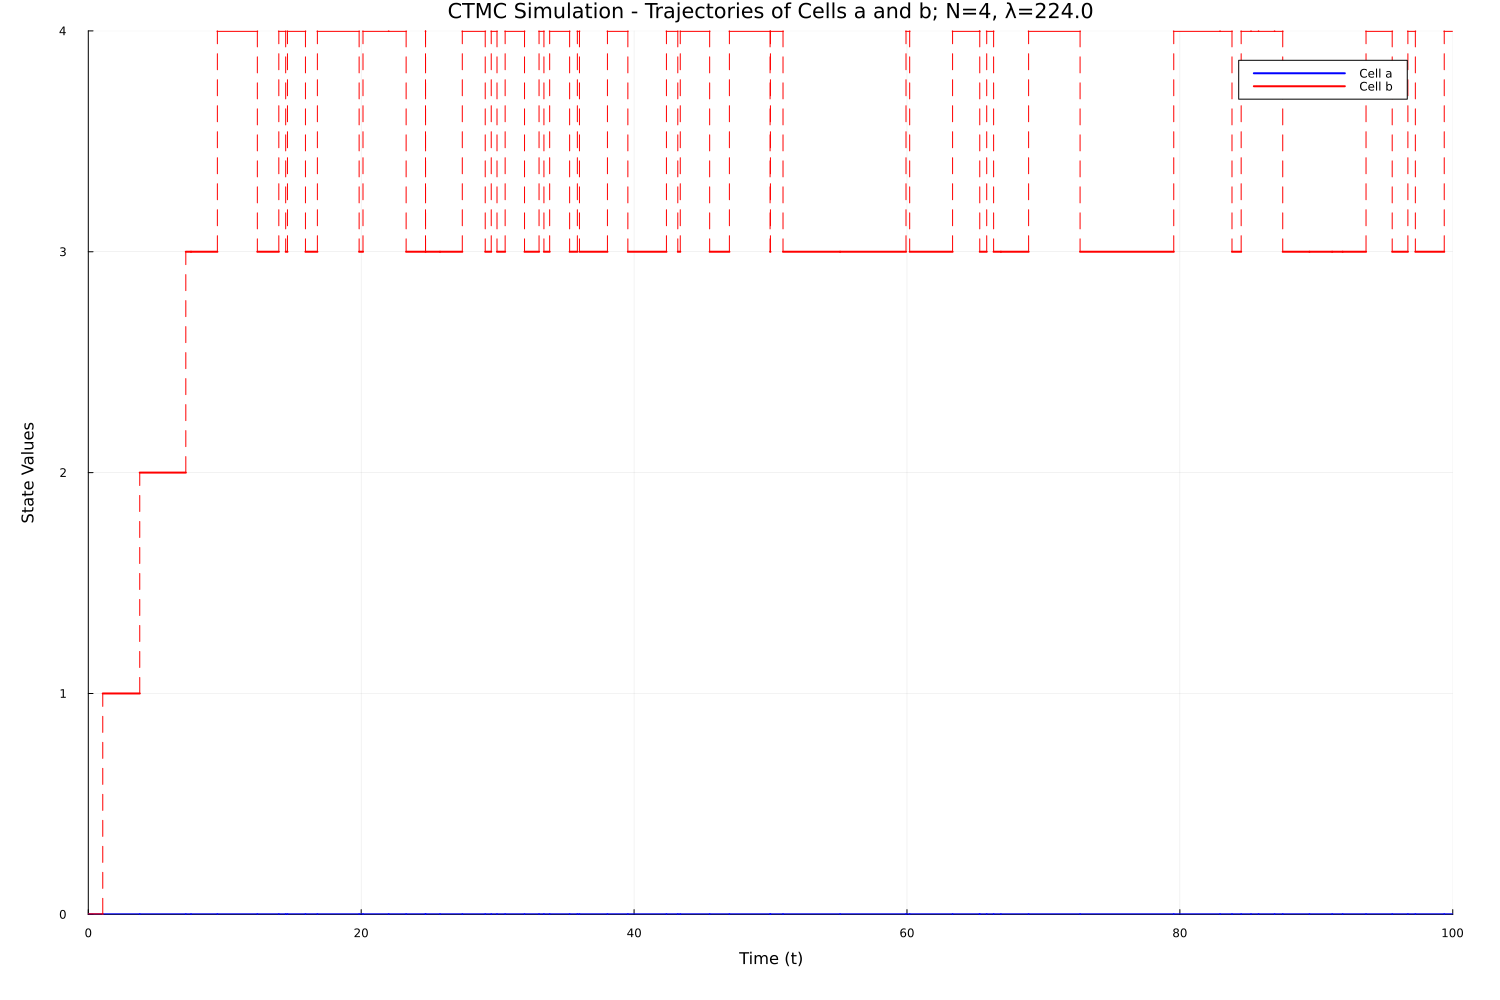 CTMC Simulation - Trajectories of Cells a and b; N=4, λ=224.0
4
Cell a
Cell b
3
State Values
2
1
0
0 20 40 60 80 100
Time (t)